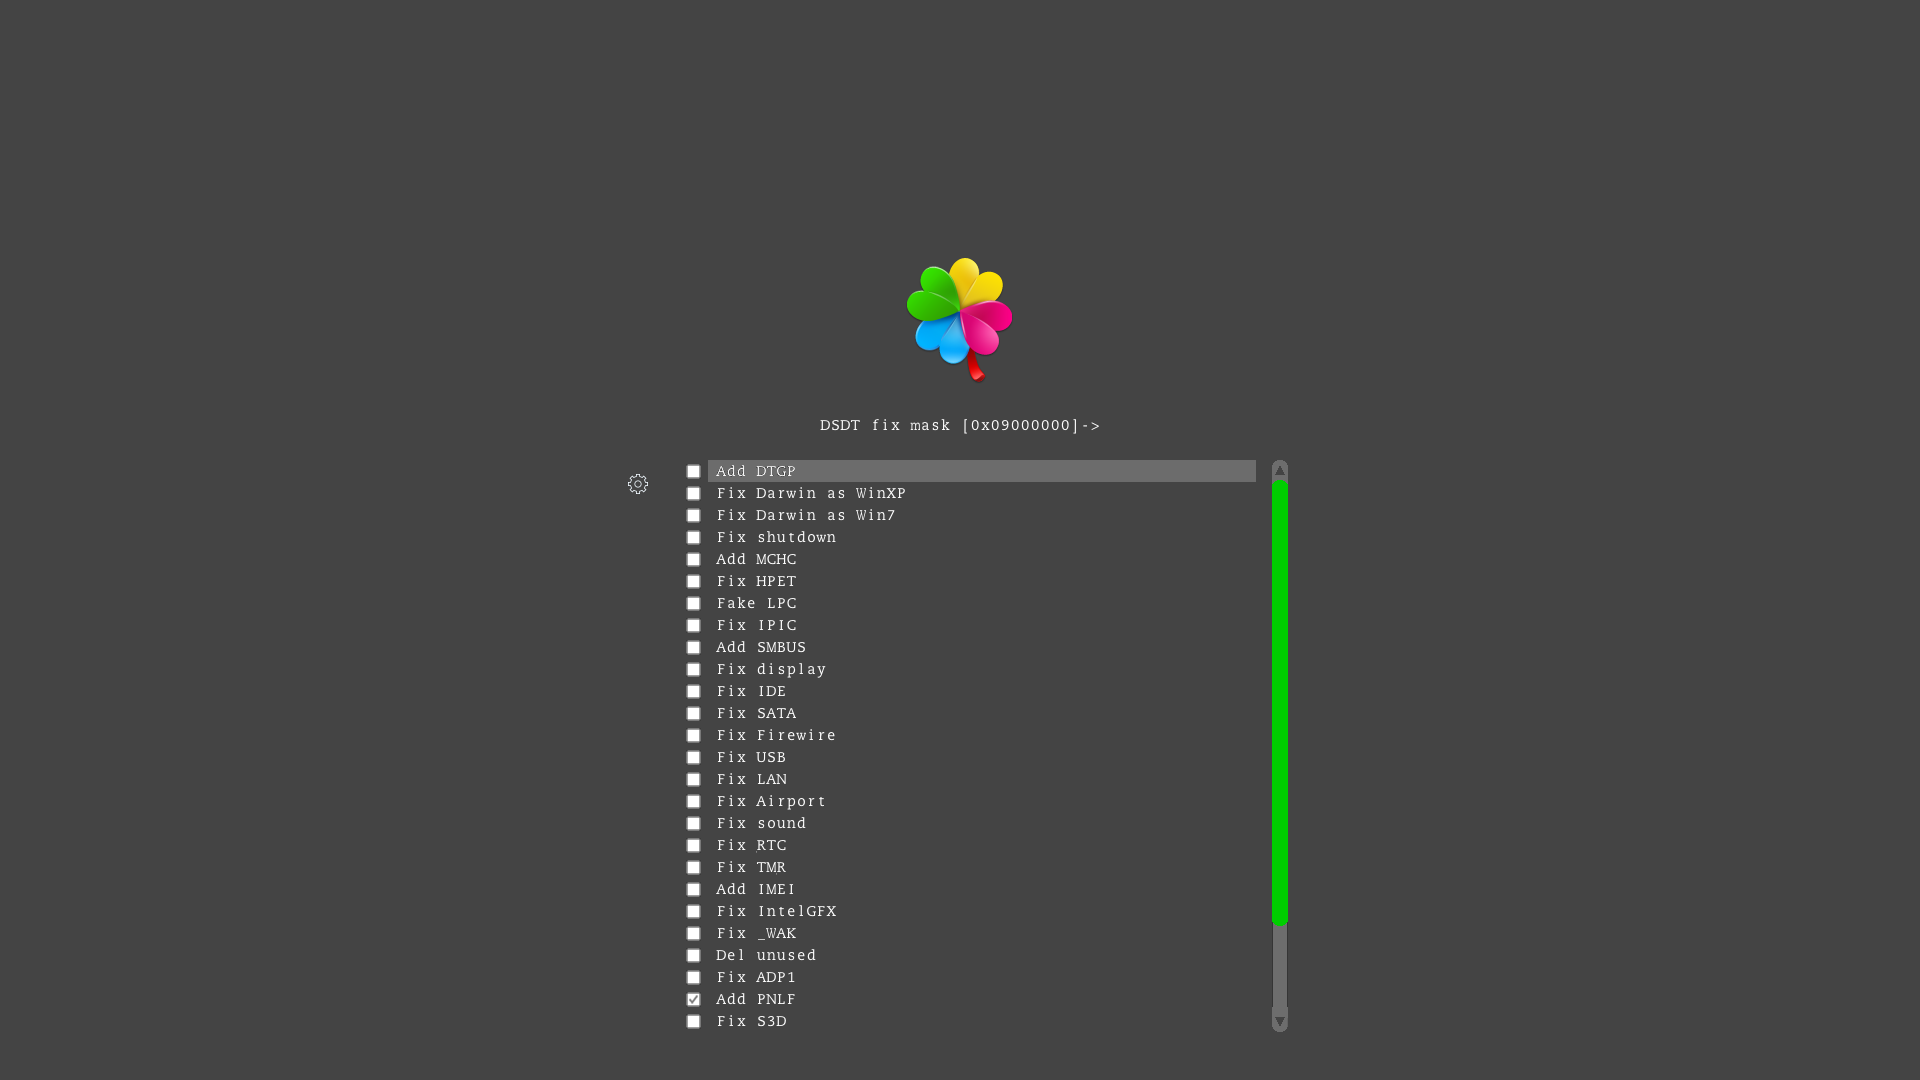 DSDT fix mask [0x09000000]->
Add DTGP
Fix Darwin as WinXP
Fix Darwin as Win7
Fix shutdown
Add MCHC
Fix HPET
Fake LPC
Fix IPIC
Add SMBUS
Fix display
Fix IDE
Fix SATA
Fix Firewire
Fix USB
Fix LAN
Fix Airport
Fix sound
Fix RTC
Fix TMR
Add IMEI
Fix IntelGFX
Fix _WAK
Del unused
Fix ADP1
Add PNLF
Fix S3D